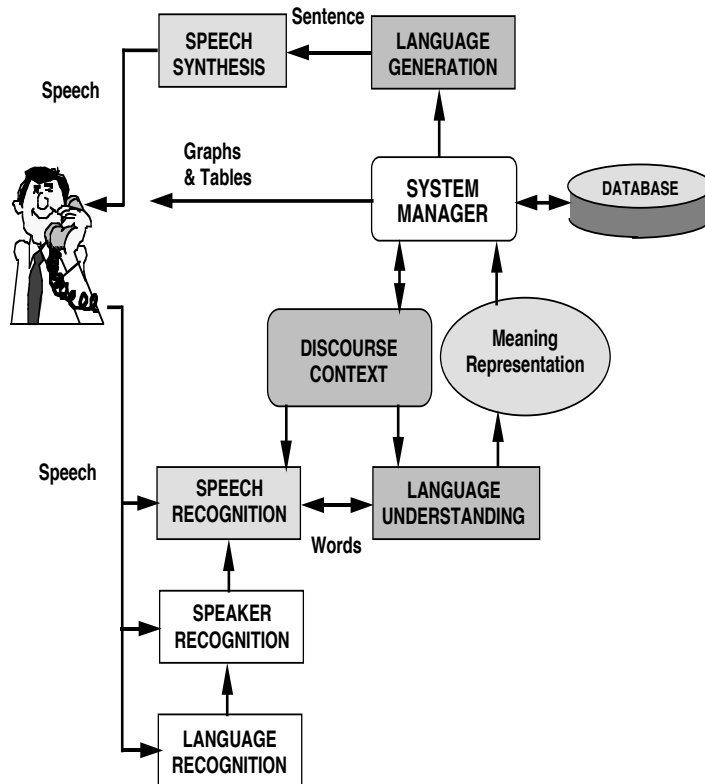 Sentence
SPEECH
SYNTHESIS
LANGUAGE
GENERATION
Speech
Graphs
& Tables
SYSTEM
MANAGER
DATABASE
DISCOURSE
CONTEXT
Meaning
Representation
Speech
SPEECH
RECOGNITION
Words
LANGUAGE
UNDERSTANDING
SPEAKER
RECOGNITION
LANGUAGE
RECOGNITION